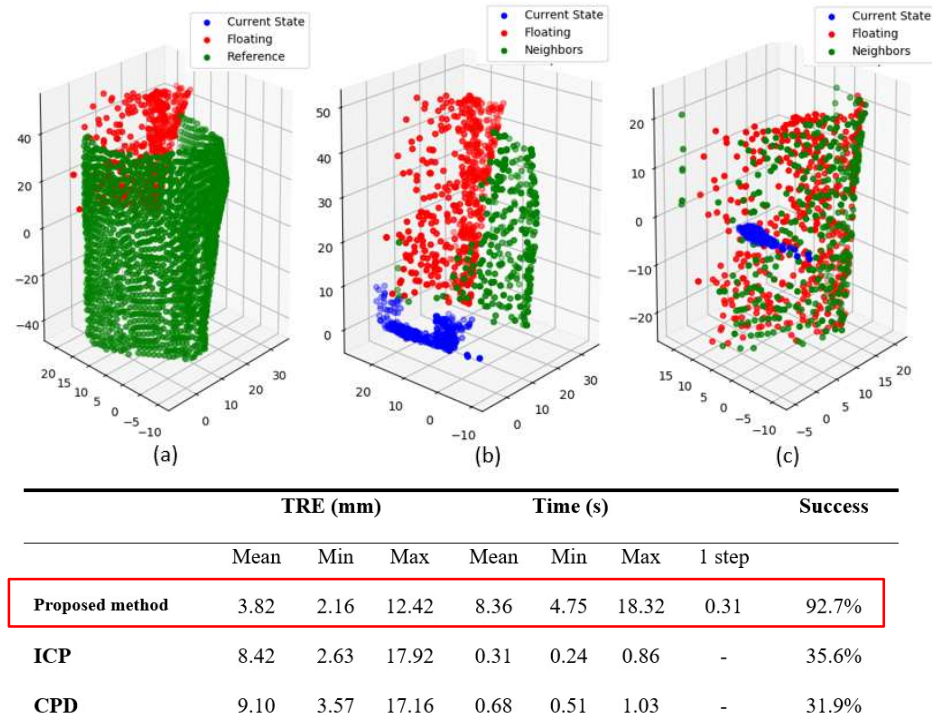 Current State
Floating
Reference
40
20
0
−20
−40
20
15
10
5
0
−5
−10
0
10
20
30
(a)
Current State
Floating
Neighbors
50
40
30
20
10
0
20
10
0
−10
0
10
20
30
(b)
Current State
Floating
Neighbors
20
10
0
−10
−20
15
10
5
0
−5
−10
−5
0
5
10
15
20
(c)
TRE (mm) Time (s) Success
Mean Min Max Mean Min Max 1 step
Proposed method 3.82 2.16 12.42 8.36 4.75 18.32 0.31 92.7%
ICP 8.42 2.63 17.92 0.31 0.24 0.86 - 35.6%
CPD 9.10 3.57 17.16 0.68 0.51 1.03 - 31.9%